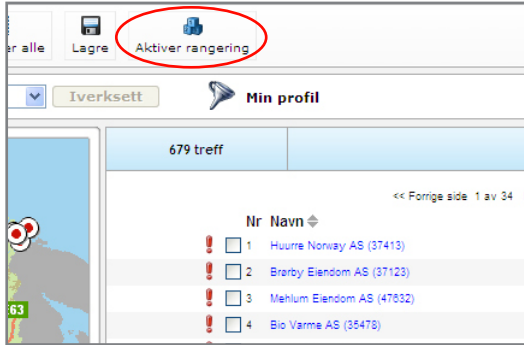 er alle Lagre Aktiver rangering
Iverksett Min profil
679 treff
<< Forrige side 1 av 34
Nr Navn
1 Huurre Norway AS (37413)
2 Brørby Eiendom AS (37123)
3 Mehlum Eiendom AS (47632)
63
4 Bio Varme AS (35478)